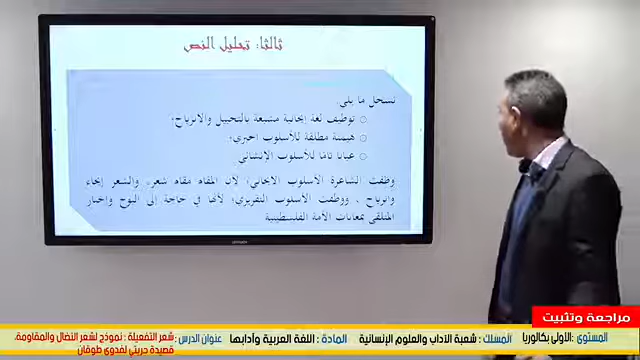 ثالثا: تحليل النص
نسجل ما يلي:
توظيف لغة إيحائية مشبعة بالتخييل والانزياح؛
هيمنة مطلقة للأسلوب الخبري؛
غيابا تاما للأسلوب الإنشائي
وظفت الشاعرة الأسلوب الايحائي؛ لأن المقام مقام شعر، والشعر إيحاء
وانزياح ، ووظفت الأسلوب التقريري؛ لأنها في حاجة إلى البوح واخبار
المتلقي بمعانات الأمة الفلسطينية
مراجعة وتثبيت
المستوى :الأولى بكالوريا
المسلك : شعبة الآداب والعلوم الإنسانية
المادة : اللغة العربية وآدابها
عنوان الدرس : شعر التفعيلة : نموذج لشعر النضال والمقاومة.
قصيدة حريتي لفدوى طوقان